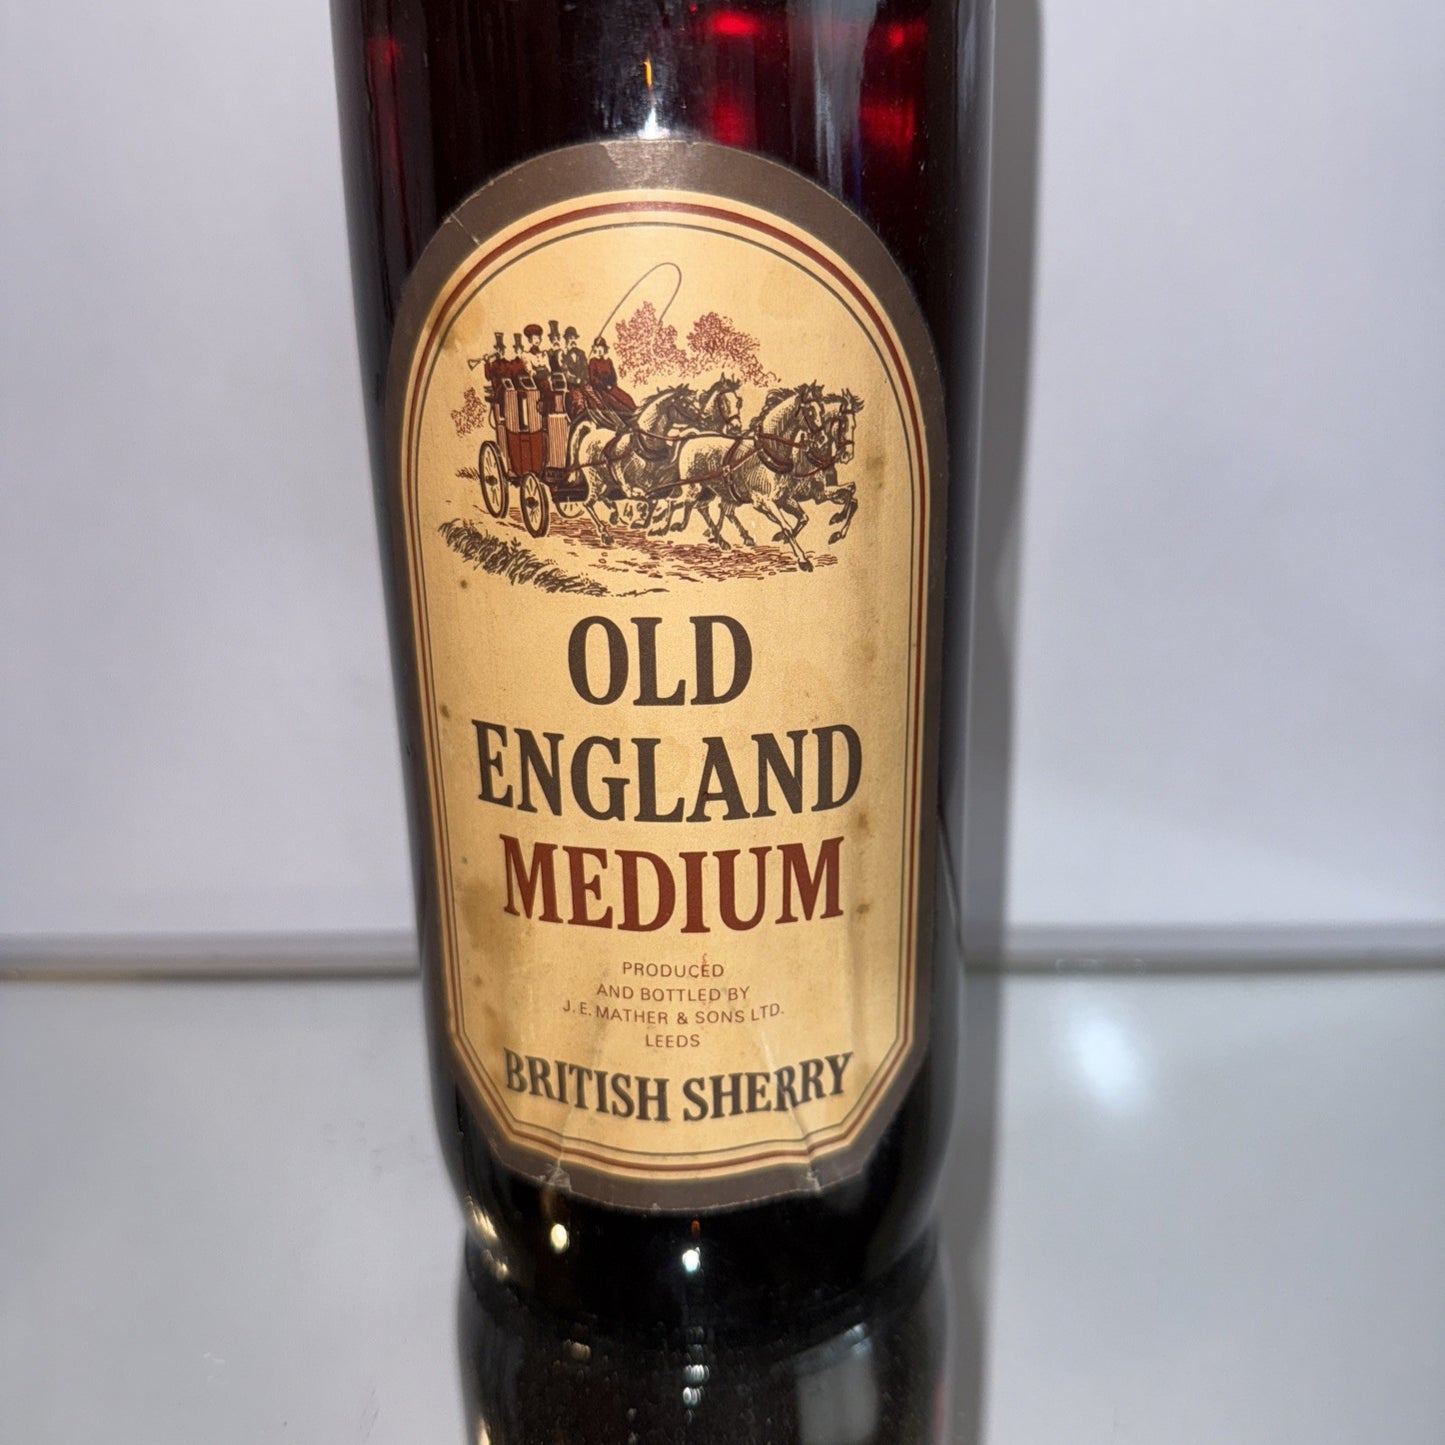 OLD
ENGLAND
MEDIUM
PRODUCED
AND BOTTLED BY
J. E. MATHER & SONS LTD.
LEEDS
BRITISH SHERRY